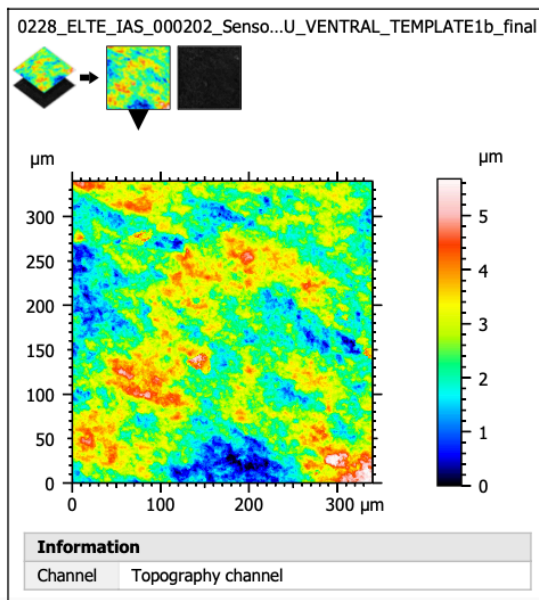 0228_ELTE_IAS_000202_Senso...U_VENTRAL_TEMPLATE1b_final
µm
µm
300
250
200
150
100
50
0
0
100
200
300 µm
5
4
3
2
1
0
Information
Channel Topography channel